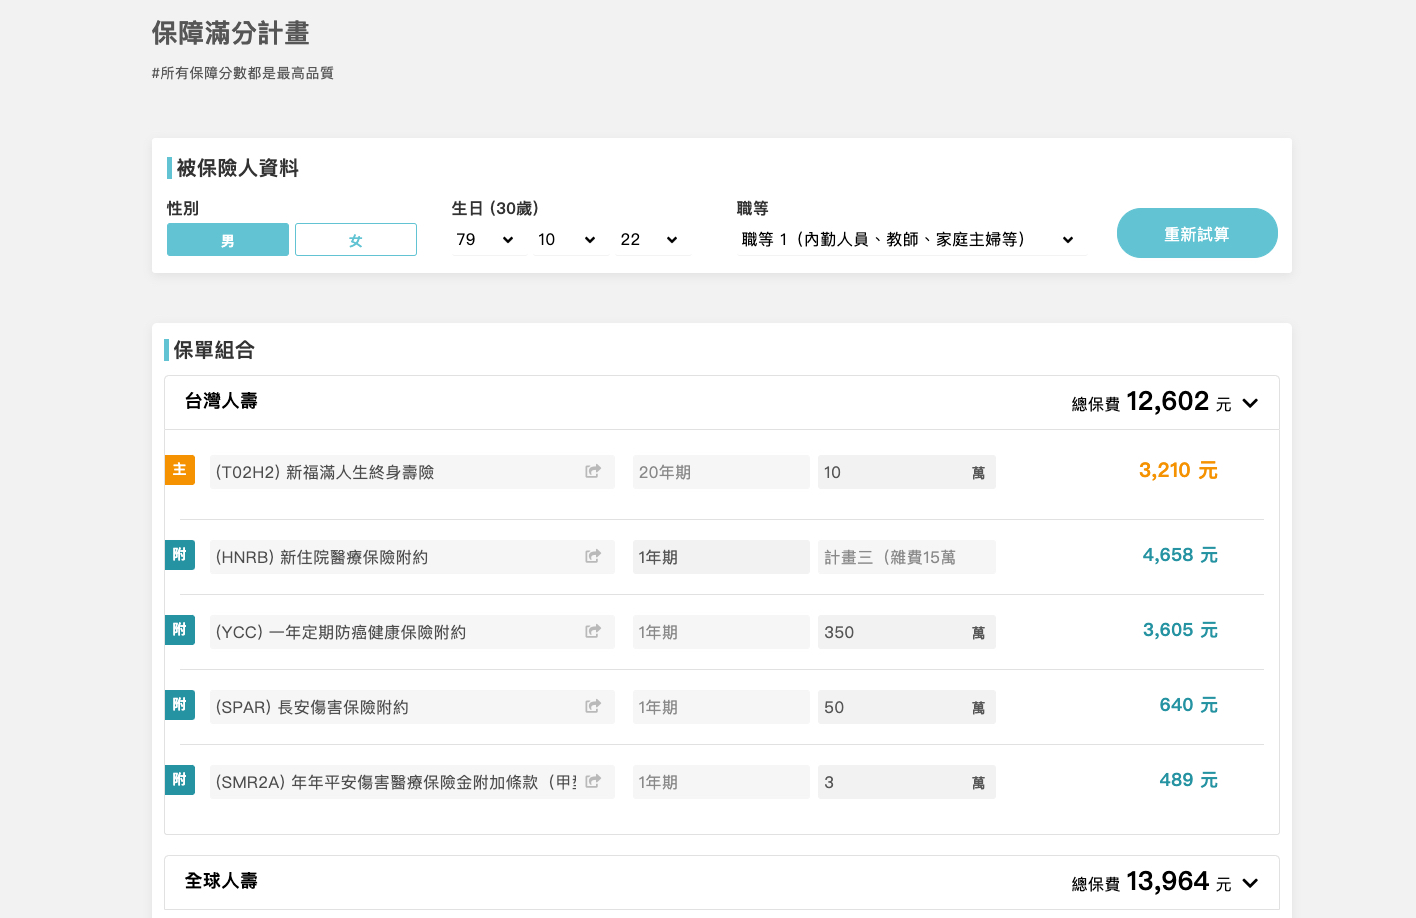 保障滿分計畫
#所有保障分數都是最高品質
被保險人資料
性別
生日 (30歲)
職等
男
女
79
10
22
職等 1（內勤人員、教師、家庭主婦等）
重新試算
保單組合
台灣人壽
總保費 12,602 元
主
(T02H2) 新福滿人生終身壽險
20年期
10
萬
3,210 元
附
(HNRB) 新住院醫療保險附約
1年期
計畫三（雜費15萬
4,658 元
附
(YCC) 一年定期防癌健康保險附約
1年期
350
萬
3,605 元
附
(SPAR) 長安傷害保險附約
1年期
50
萬
640 元
附
(SMR2A) 年年平安傷害醫療保險金附加條款（甲
1年期
3
萬
489 元
全球人壽
總保費 13,964 元